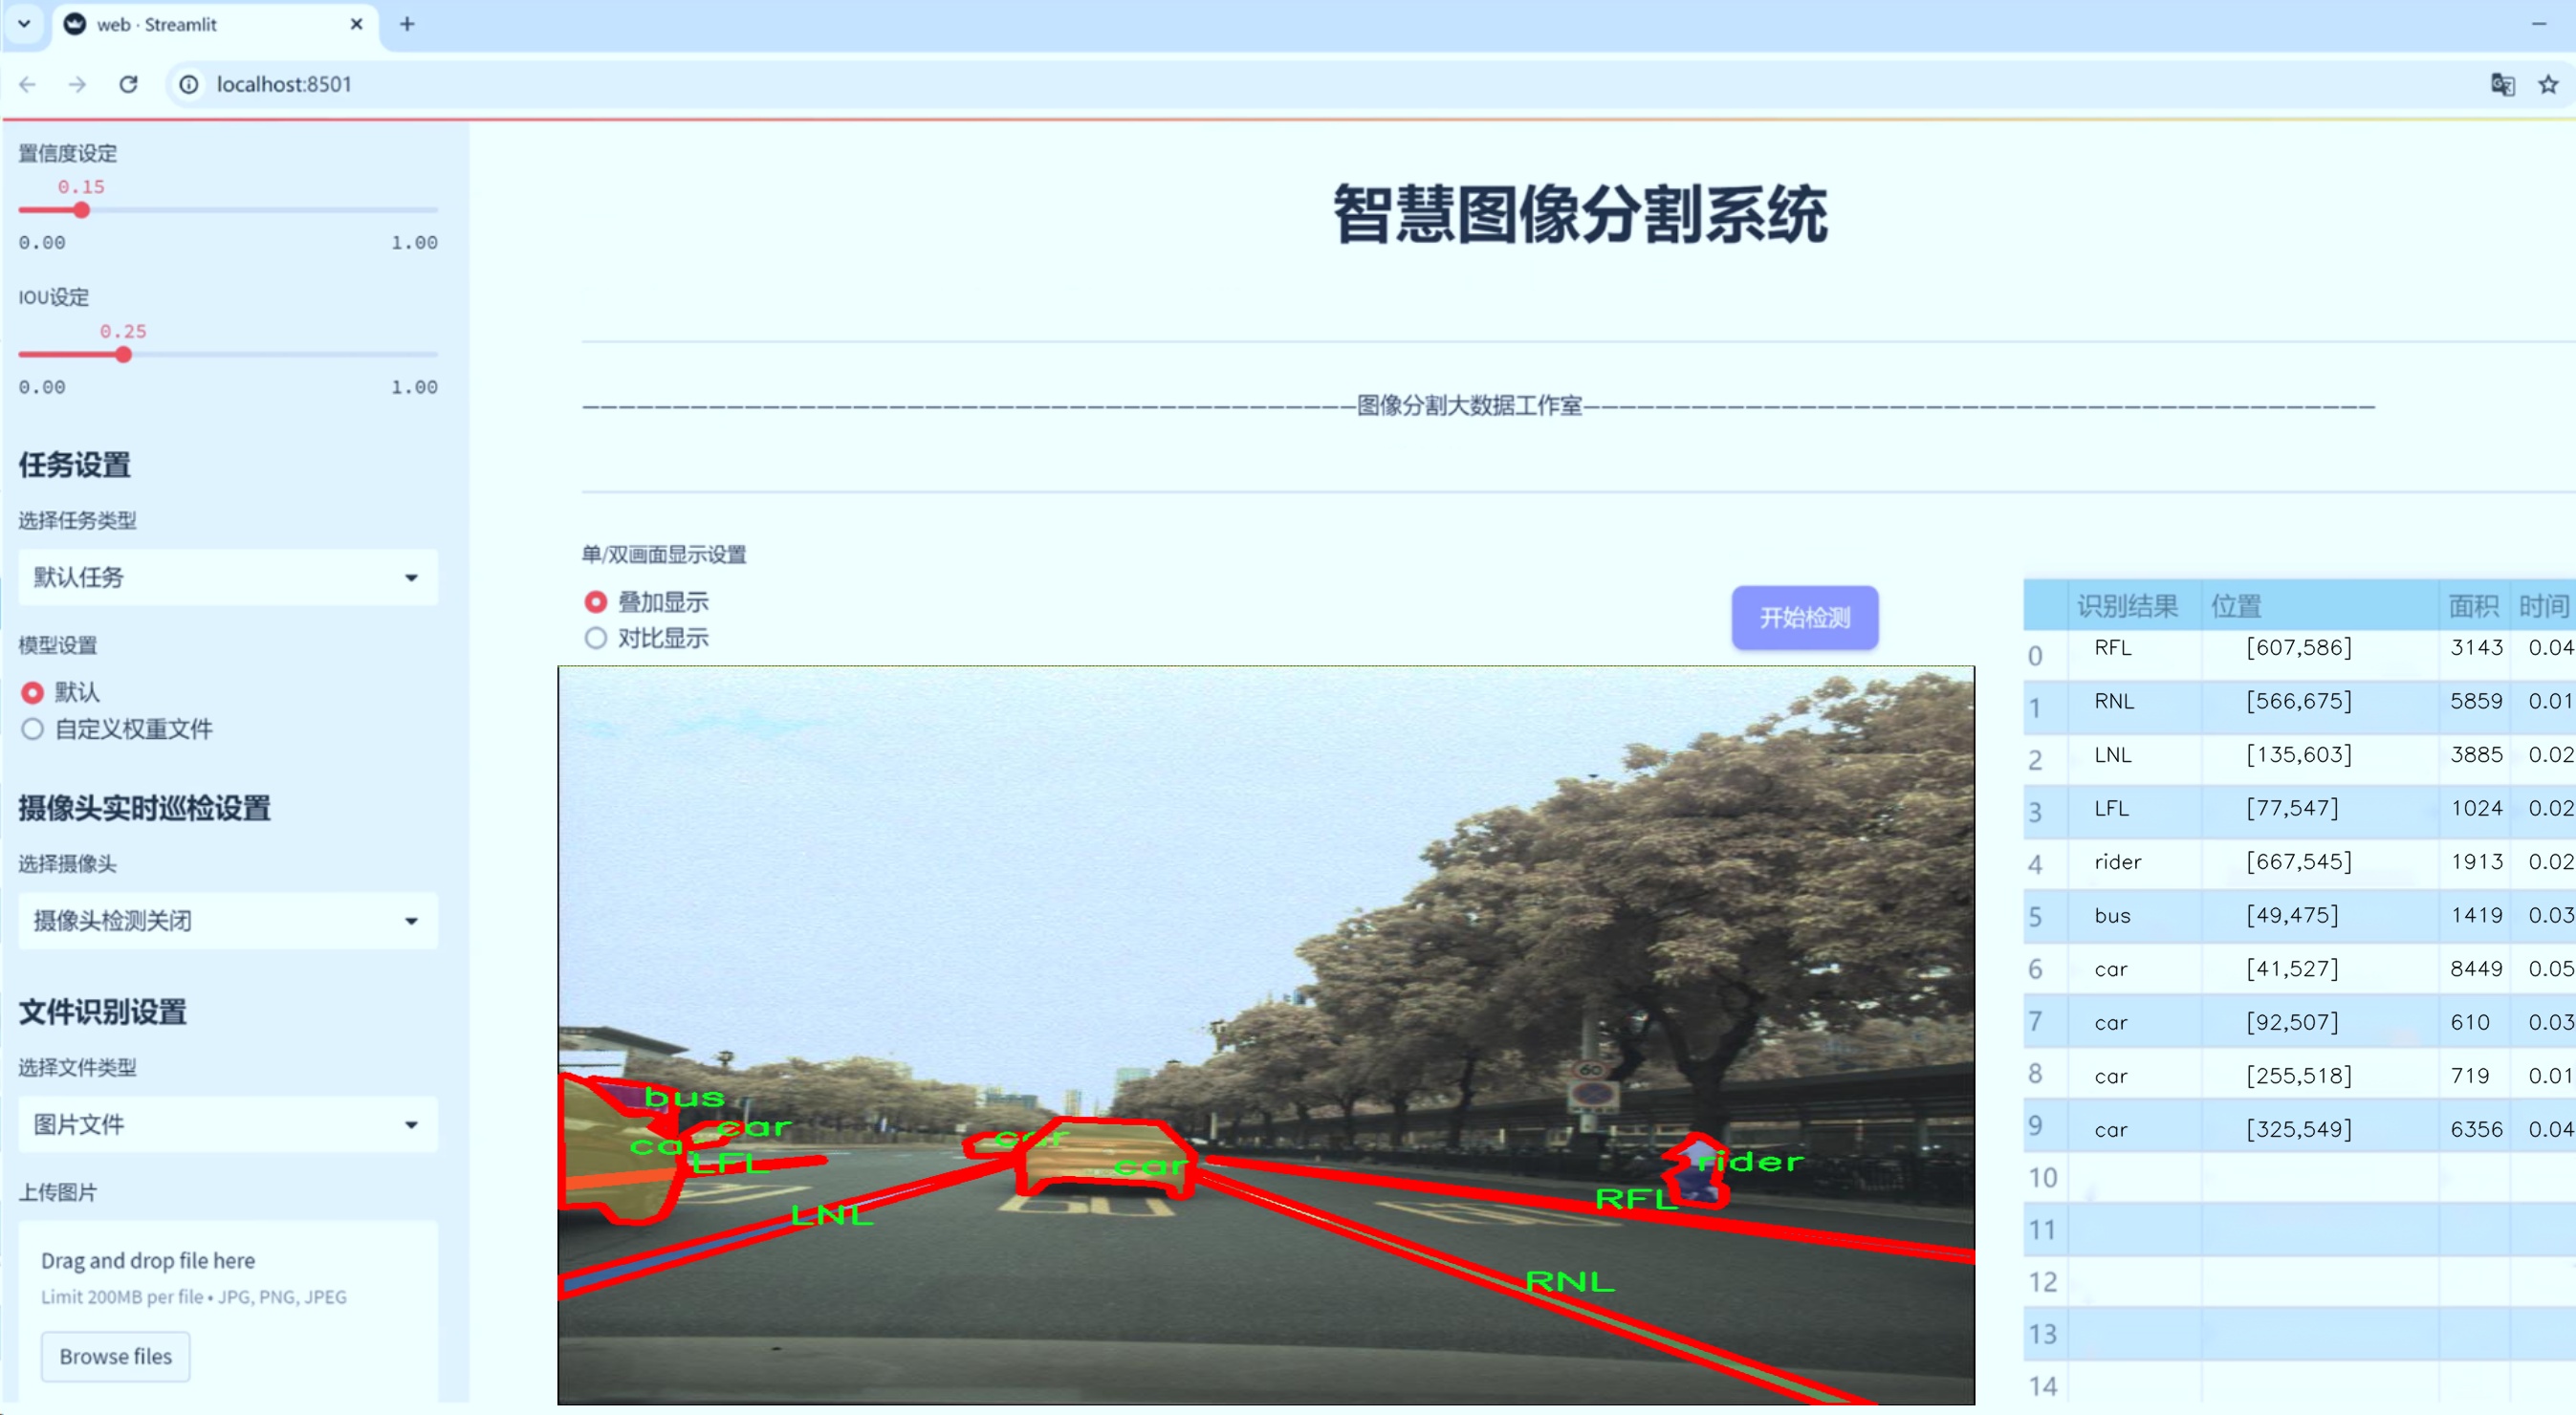 web · Streamlit
localhost:8501
置信度设定
0.15
0.00 1.00
IOU设定
0.25
0.00 1.00
任务设置
选择任务类型
默认任务
模型设置
默认
自定义权重文件
摄像头实时巡检设置
选择摄像头
摄像头检测关闭
文件识别设置
选择文件类型
图片文件
上传图片
Drag and drop file here
Limit 200MB per file • JPG, PNG, JPEG
Browse files
智慧图像分割系统
图像分割大数据工作室
单/双画面显示设置
叠加显示
对比显示
开始检测
60
bus
car
LFL
LNL
car
car
rider
RFL
RNL
识别结果 位置 面积 时间
0 RFL [607,586] 3143 0.04
1 RNL [566,675] 5859 0.01
2 LNL [135,603] 3885 0.02
3 LFL [77,547] 1024 0.02
4 rider [667,545] 1913 0.02
5 bus [49,475] 1419 0.03
6 car [41,527] 8449 0.05
7 car [92,507] 610 0.03
8 car [255,518] 719 0.01
9 car [325,549] 6356 0.04
10
11
12
13
14